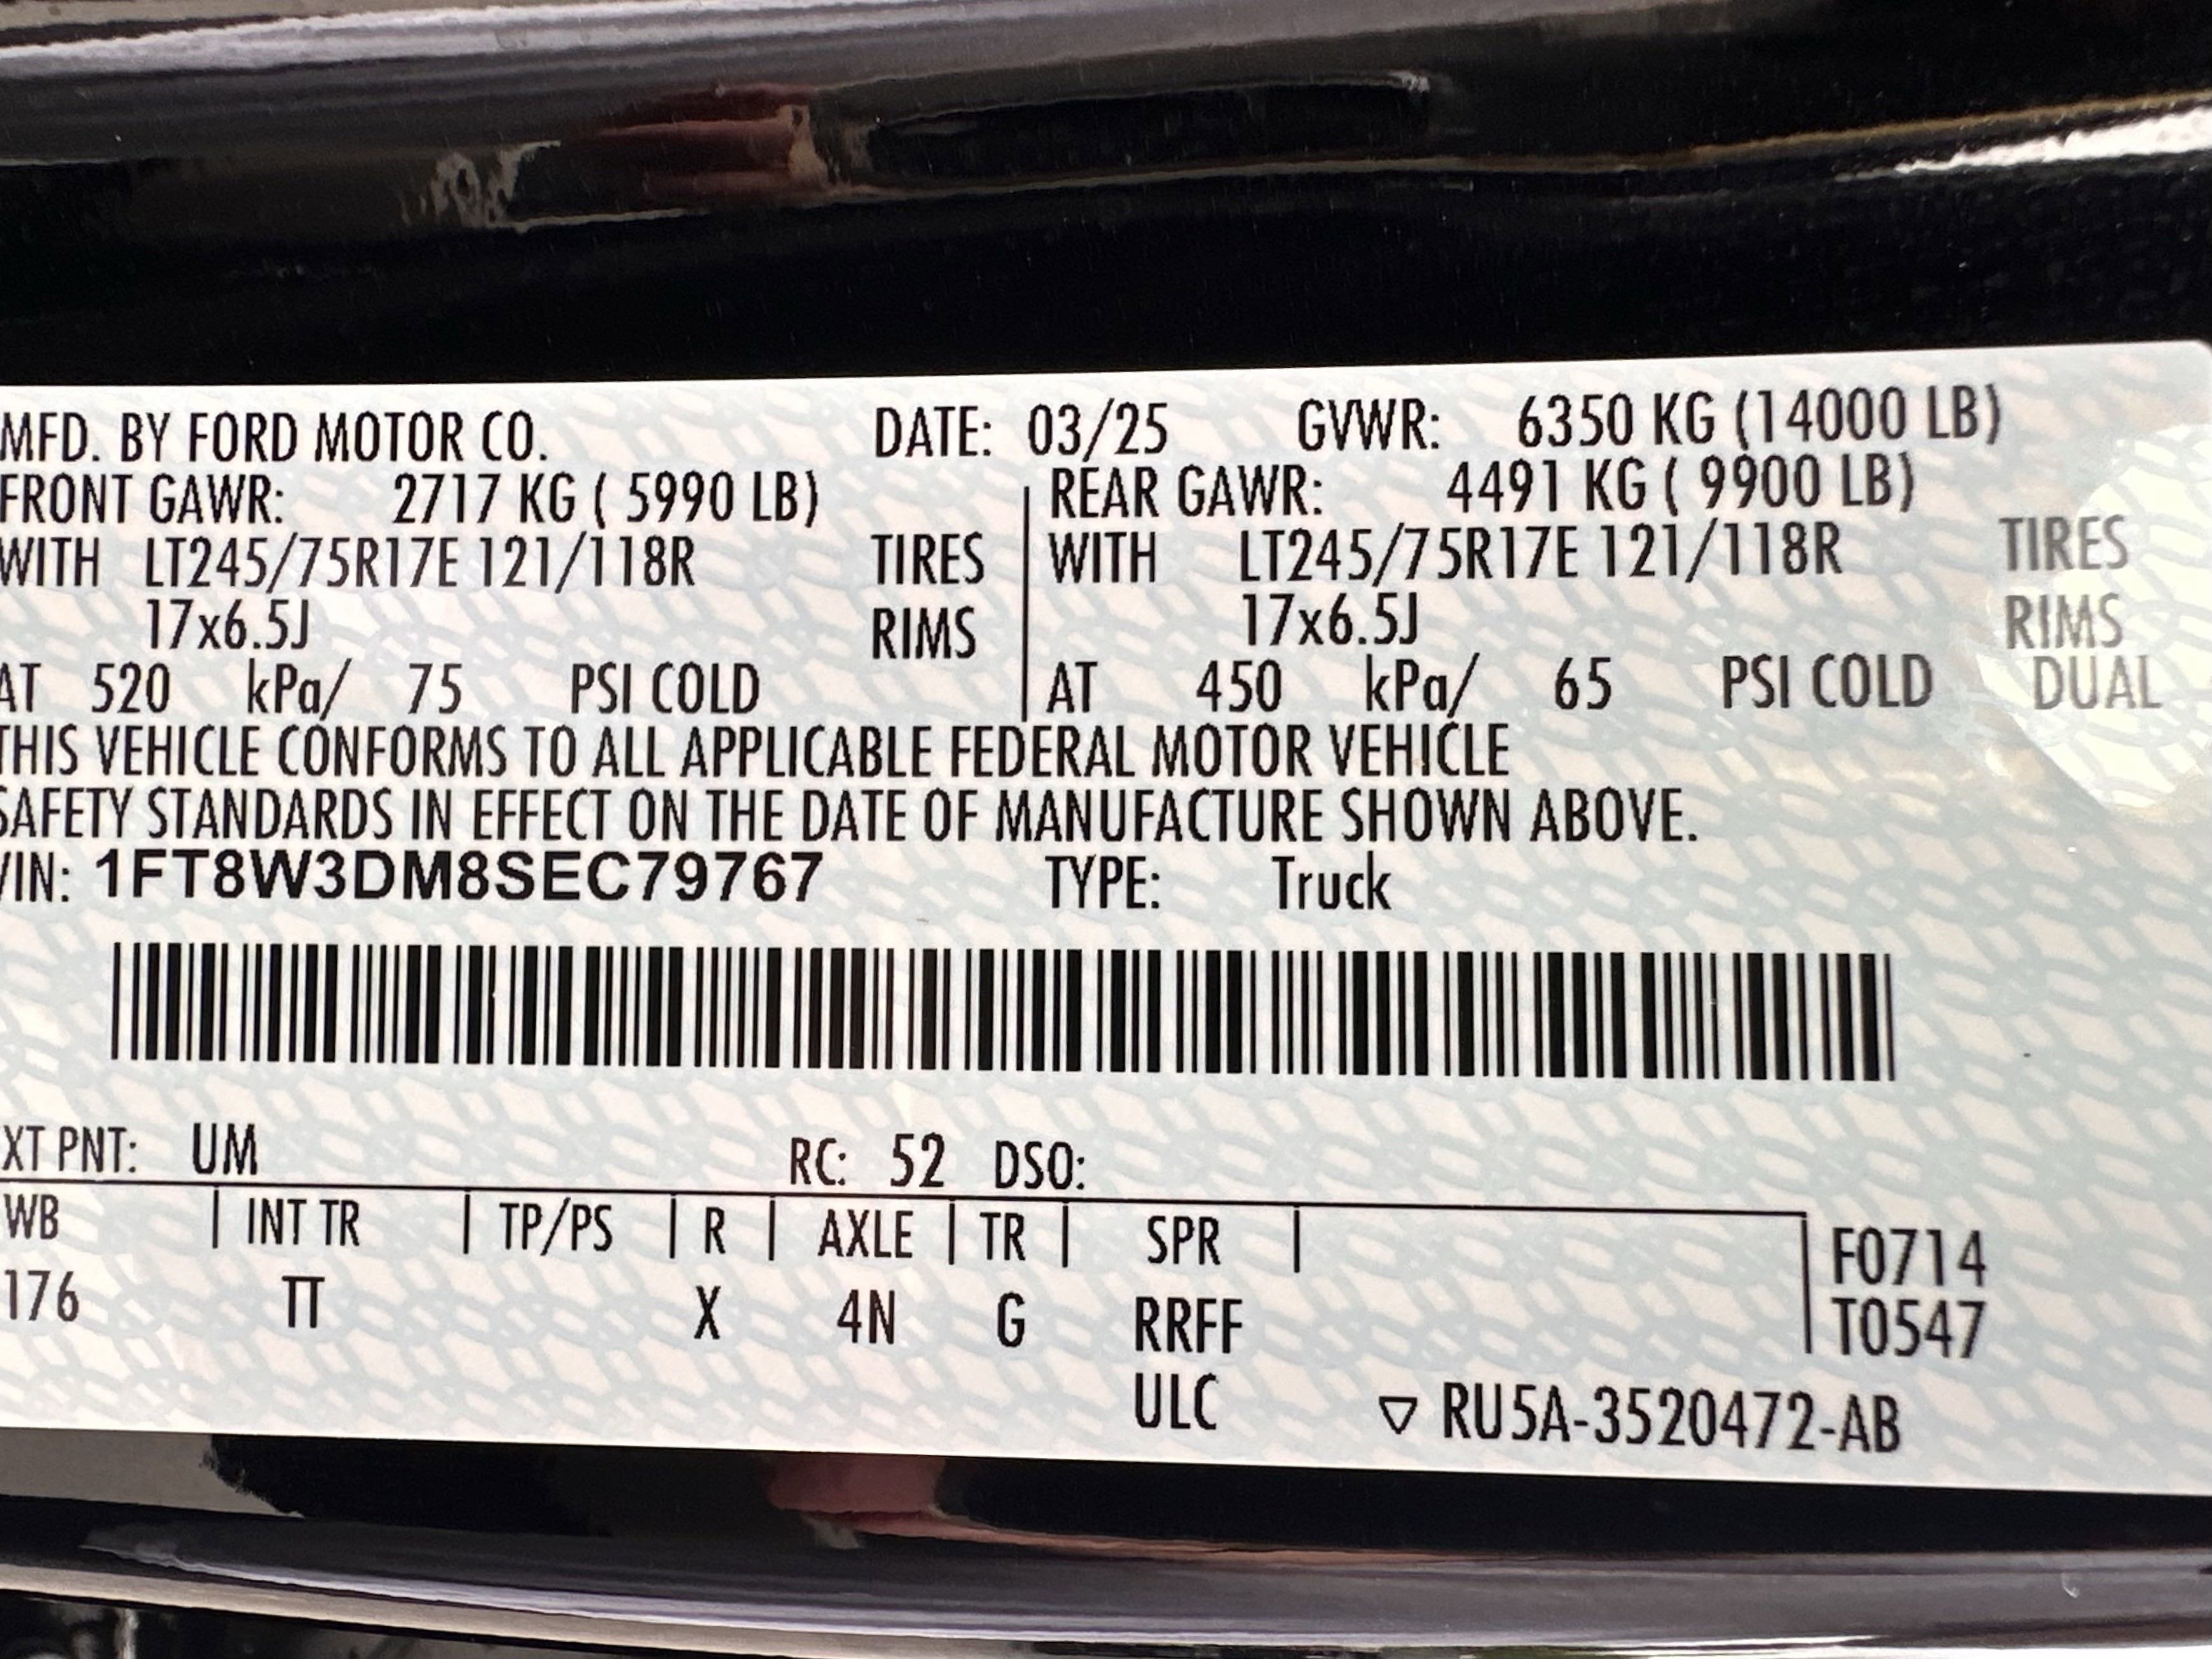 MFD. BY FORD MOTOR CO. DATE: 03/25 GVWR: 6350 KG (14000 LB)
FRONT GAWR: 2717 KG ( 5990 LB) REAR GAWR: 4491 KG ( 9900 LB)
WITH LT245/75R17E 121/118R TIRES WITH LT245/75R17E 121/118R TIRES
17x6.5J RIMS 17x6.5J RIMS
AT 520 kPa/ 75 PSI COLD AT 450 kPa/ 65 PSI COLD DUAL
THIS VEHICLE CONFORMS TO ALL APPLICABLE FEDERAL MOTOR VEHICLE
SAFETY STANDARDS IN EFFECT ON THE DATE OF MANUFACTURE SHOWN ABOVE.
VIN: 1FT8W3DM8SEC79767 TYPE: Truck
XT PNT: UM RC: 52 DSO:
WB | INT TR | TP/PS | R | AXLE | TR | SPR | F0714
176 TT X 4N G RRFF T0547
ULC ▽ RU5A-3520472-AB